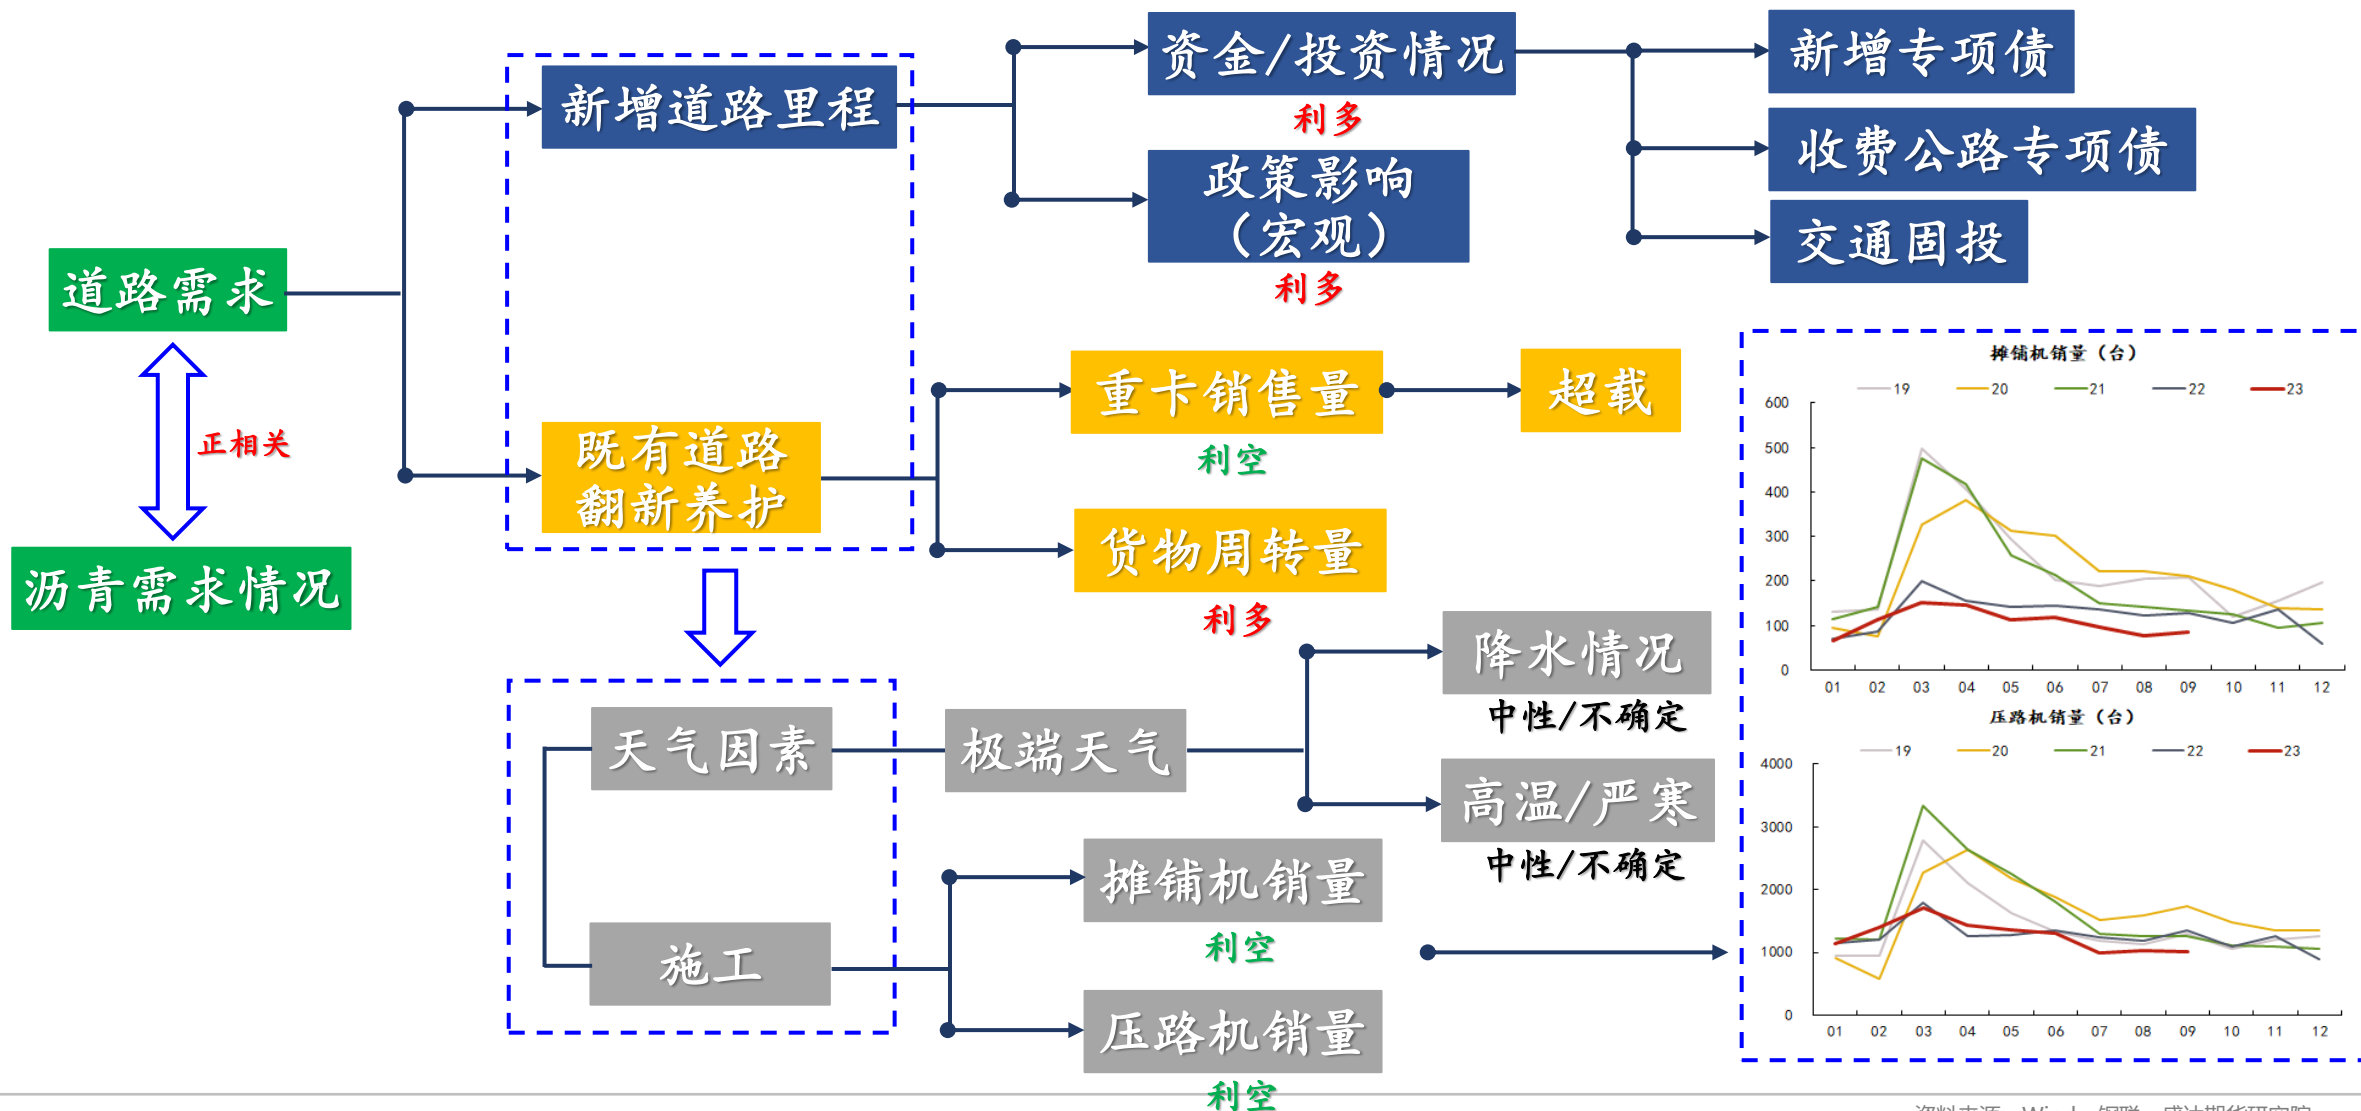 道路需求
正相关
沥青需求情况
新增道路里程
既有道路
翻新养护
资金/投资情况
利多
政策影响
（宏观）
利多
新增专项债
收费公路专项债
交通固投
重卡销售量
利空
超载
货物周转量
利多
天气因素
极端天气
降水情况
中性/不确定
高温/严寒
中性/不确定
施工
摊铺机销量
利空
压路机销量
利空
摊铺机销量（台）
19 20 21 22 23
600
500
400
300
200
100
0
01 02 03 04 05 06 07 08 09 10 11 12
压路机销量（台）
19 20 21 22 23
4000
3000
2000
1000
0
01 02 03 04 05 06 07 08 09 10 11 12